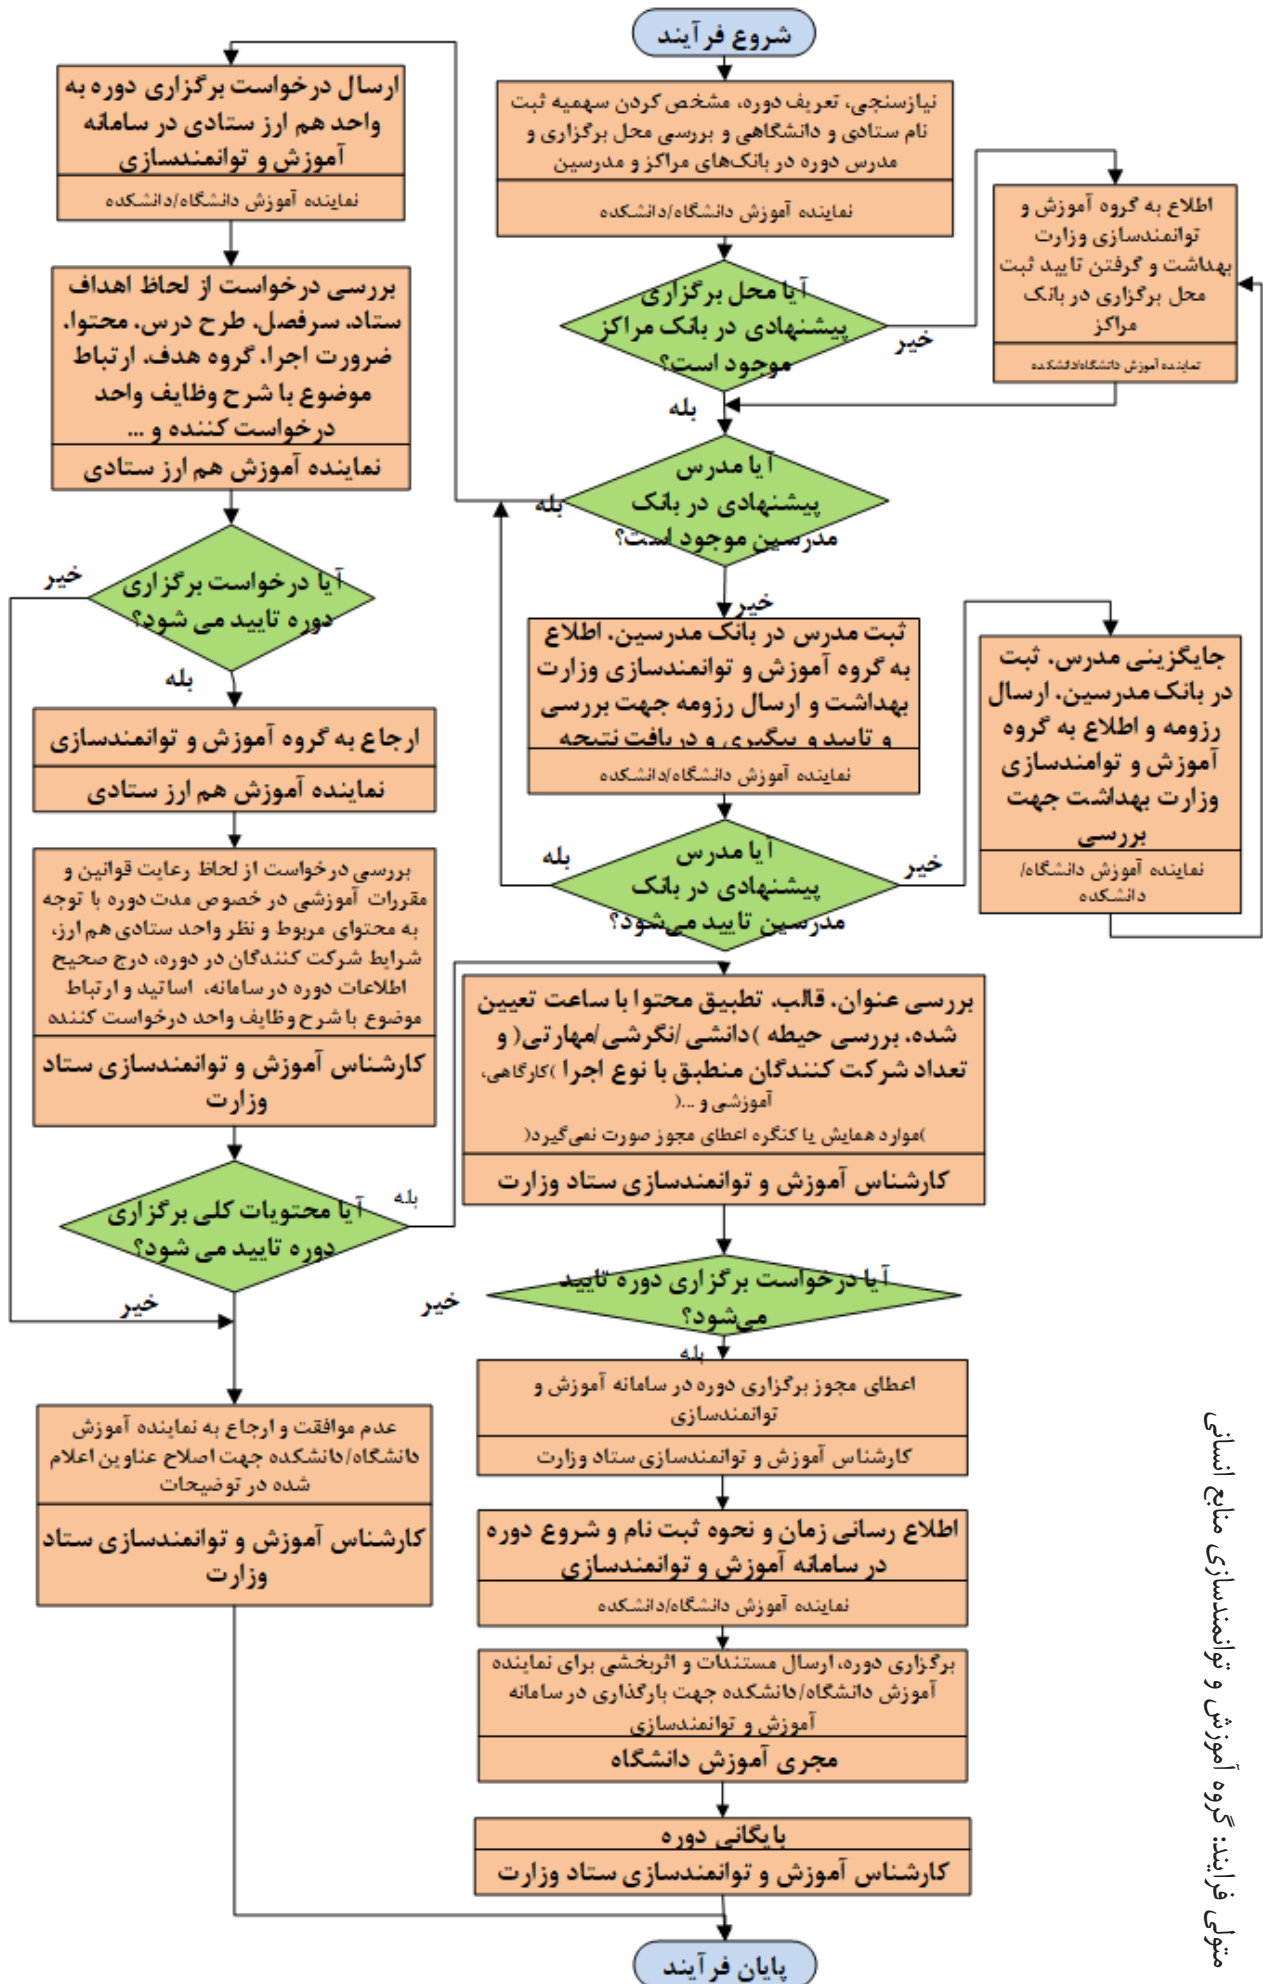 شروع فرآیند
نیازسنجی، تعریف دوره، مشخص کردن سهمیه ثبت
نام ستادی و دانشگاهی و بررسی محل برگزاری و
مدرس دوره در بانک‌های مراکز و مدرسین
نماینده آموزش دانشگاه/دانشکده
آیا محل برگزاری
پیشنهادی در بانک مراکز
موجود است؟
خیر
بله
اطلاع به گروه آموزش و
توانمندسازی وزارت
بهداشت و گرفتن تایید ثبت
محل برگزاری در بانک
مراکز
نماینده آموزش دانشگاه/دانشکده
آیا مدرس
پیشنهادی در بانک
مدرسین موجود است؟
بله
خیر
ثبت مدرس در بانک مدرسین، اطلاع
به گروه آموزش و توانمندسازی وزارت
بهداشت و ارسال رزومه جهت بررسی
و تایید و پیگیری و دریافت نتیجه
نماینده آموزش دانشگاه/دانشکده
آیا مدرس
پیشنهادی در بانک
مدرسین تایید می‌شود؟
بله
خیر
جایگزینی مدرس، ثبت
در بانک مدرسین، ارسال
رزومه و اطلاع به گروه
آموزش و توامندسازی
وزارت بهداشت جهت
بررسی
نماینده آموزش دانشگاه/
دانشکده
ارسال درخواست برگزاری دوره به
واحد هم ارز ستادی در سامانه
آموزش و توانمندسازی
نماینده آموزش دانشگاه/دانشکده
بررسی درخواست از لحاظ اهداف
ستاد، سرفصل، طرح درس، محتوا،
ضرورت اجرا، گروه هدف، ارتباط
موضوع با شرح وظایف واحد
درخواست کننده و ...
نماینده آموزش هم ارز ستادی
آیا درخواست برگزاری
دوره تایید می شود؟
خیر
بله
ارجاع به گروه آموزش و توانمندسازی
نماینده آموزش هم ارز ستادی
بررسی درخواست از لحاظ رعایت قوانین و
مقررات آموزشی در خصوص مدت دوره با توجه
به محتوای مربوط و نظر واحد ستادی هم ارز،
شرایط شرکت کنندگان در دوره، درج صحیح
اطلاعات دوره در سامانه، اساتید و ارتباط
موضوع با شرح وظایف واحد درخواست کننده
کارشناس آموزش و توانمندسازی ستاد
وزارت
آیا محتویات کلی برگزاری
دوره تایید می شود؟
بله
خیر
بررسی عنوان، قالب، تطبیق محتوا با ساعت تعیین
شده، بررسی حیطه )دانشی /نگرشی/مهارتی( و
تعداد شرکت کنندگان منطبق با نوع اجرا )کارگاهی،
آموزشی و ...(
)موارد همایش یا کنگره اعطای مجوز صورت نمی‌گیرد(
کارشناس آموزش و توانمندسازی ستاد وزارت
آیا درخواست برگزاری دوره تایید
می‌شود؟
خیر
بله
عدم موافقت و ارجاع به نماینده آموزش
دانشگاه/دانشکده جهت اصلاح عناوین اعلام
شده در توضیحات
کارشناس آموزش و توانمندسازی ستاد
وزارت
اعطای مجوز برگزاری دوره در سامانه آموزش و
توانمندسازی
کارشناس آموزش و توانمندسازی ستاد وزارت
اطلاع رسانی زمان و نحوه ثبت نام و شروع دوره
در سامانه آموزش و توانمندسازی
نماینده آموزش دانشگاه/دانشکده
برگزاری دوره، ارسال مستندات و اثربخشی برای نماینده
آموزش دانشگاه/دانشکده جهت بارگذاری در سامانه
آموزش و توانمندسازی
مجری آموزش دانشگاه
بایگانی دوره
کارشناس آموزش و توانمندسازی ستاد وزارت
پایان فرآیند
متولی فرایند: گروه آموزش و توانمندسازی منابع انسانی